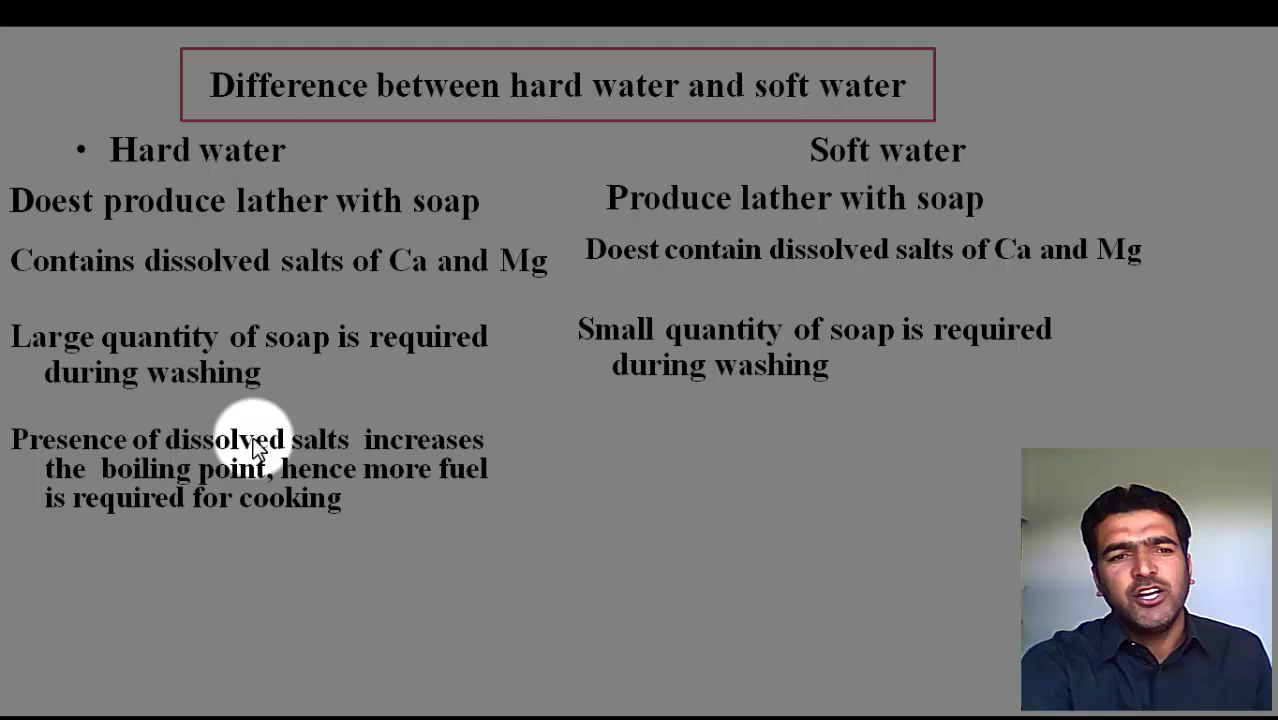 Difference between hard water and soft water
• Hard water
Soft water
Doest produce lather with soap
Produce lather with soap
Contains dissolved salts of Ca and Mg
Doest contain dissolved salts of Ca and Mg
Large quantity of soap is required
during washing
Small quantity of soap is required
during washing
Presence of dissolved salts increases
the boiling point, hence more fuel
is required for cooking